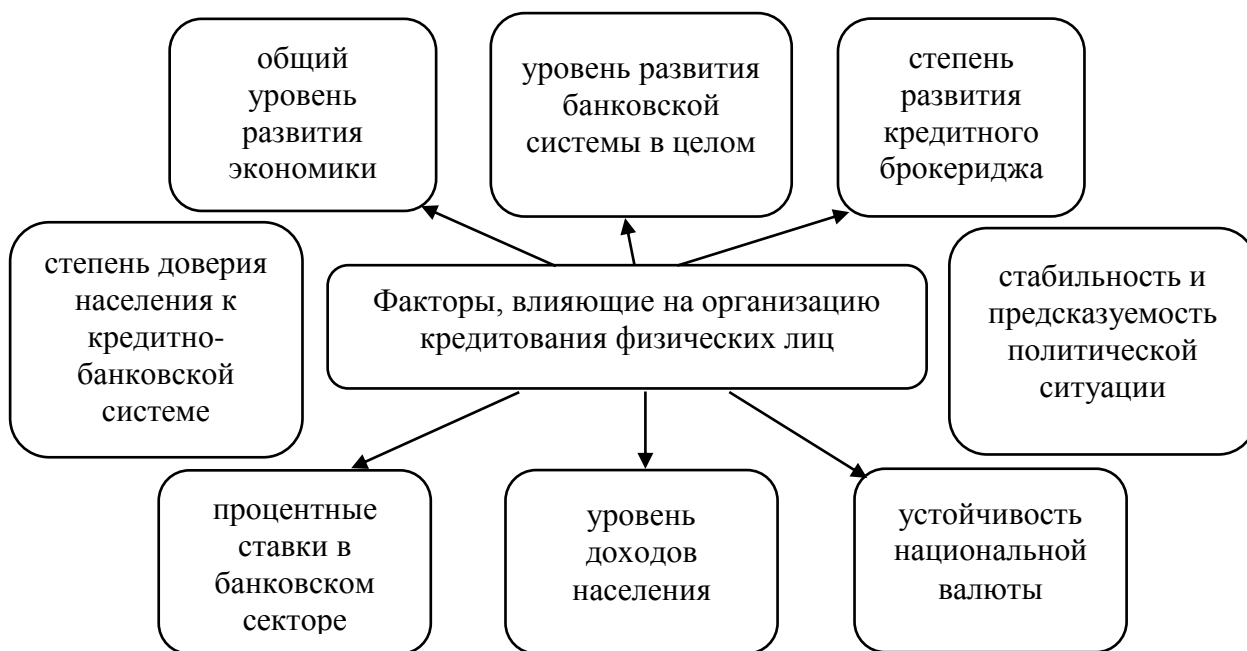 общий
уровень
развития
экономики
уровень развития
банковской
системы в целом
степень
развития
кредитного
брокериджа
степень доверия
населения к
кредитно-
банковской
системе
Факторы, влияющие на организацию
кредитования физических лиц
стабильность и
предсказуемость
политической
ситуации
процентные
ставки в
банковском
секторе
уровень
доходов
населения
устойчивость
национальной
валюты